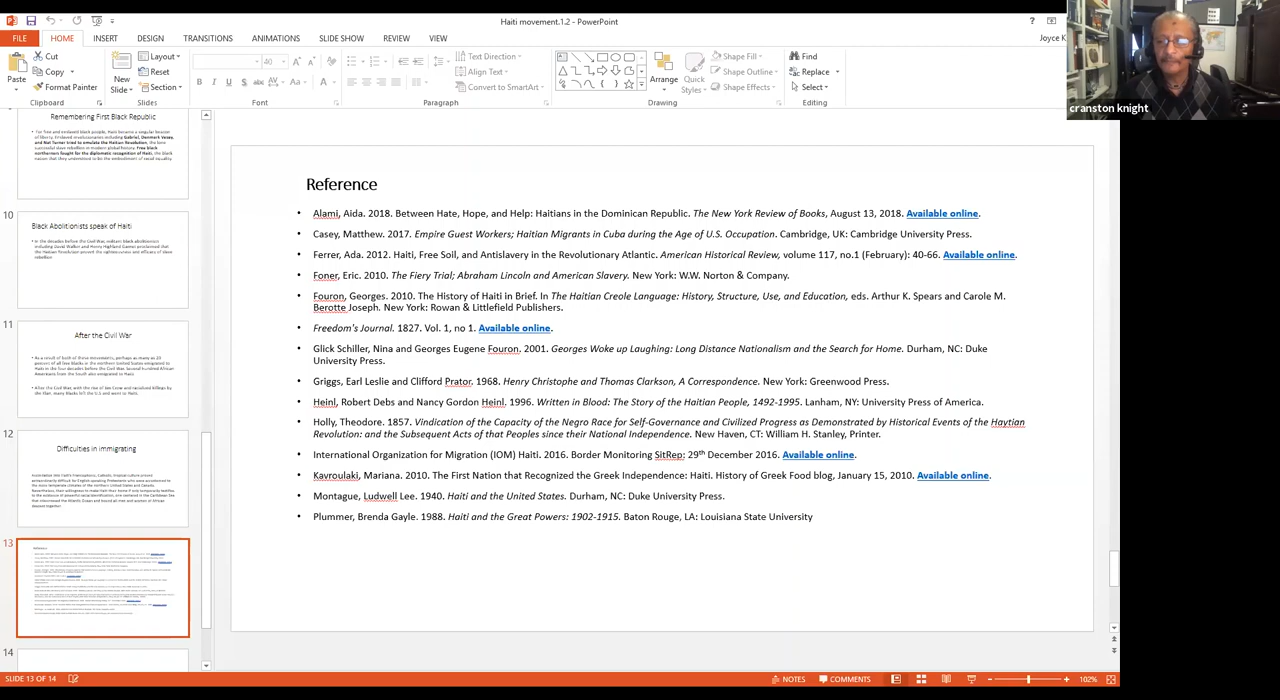 Haiti movement.1.2 - PowerPoint
?
FILE HOME INSERT DESIGN TRANSITIONS ANIMATIONS SLIDE SHOW REVIEW VIEW
Joyce K
cranston knight
Paste
Cut
Copy
Format Painter
Clipboard
New Slide
Layout
Reset
Section
Slides
40
B I U S abc AV Aa A
Font
Text Direction
Align Text
Convert to SmartArt
Paragraph
Arrange
Quick Styles
Shape Fill
Shape Outline
Shape Effects
Drawing
Find
Replace
Select
Editing
Remembering First Black Republic
10
Black Abolitionists speak of Haiti
11
After the Civil War
12
Difficulties in immigrating
13
Reference
14
Reference
• Alami, Aida. 2018. Between Hate, Hope, and Help: Haitians in the Dominican Republic. The New York Review of Books, August 13, 2018. Available online.
• Casey, Matthew. 2017. Empire Guest Workers; Haitian Migrants in Cuba during the Age of U.S. Occupation. Cambridge, UK: Cambridge University Press.
• Ferrer, Ada. 2012. Haiti, Free Soil, and Antislavery in the Revolutionary Atlantic. American Historical Review, volume 117, no.1 (February): 40-66. Available online.
• Foner, Eric. 2010. The Fiery Trial; Abraham Lincoln and American Slavery. New York: W.W. Norton & Company.
• Fouron, Georges. 2010. The History of Haiti in Brief. In The Haitian Creole Language: History, Structure, Use, and Education, eds. Arthur K. Spears and Carole M.
Berotte Joseph. New York: Rowan & Littlefield Publishers.
• Freedom's Journal. 1827. Vol. 1, no 1. Available online.
• Glick Schiller, Nina and Georges Eugene Fouron. 2001. Georges Woke up Laughing: Long Distance Nationalism and the Search for Home. Durham, NC: Duke
University Press.
• Griggs, Earl Leslie and Clifford Prator. 1968. Henry Christophe and Thomas Clarkson, A Correspondence. New York: Greenwood Press.
• Heinl, Robert Debs and Nancy Gordon Heinl. 1996. Written in Blood: The Story of the Haitian People, 1492-1995. Lanham, NY: University Press of America.
• Holly, Theodore. 1857. Vindication of the Capacity of the Negro Race for Self-Governance and Civilized Progress as Demonstrated by Historical Events of the Haytian
Revolution: and the Subsequent Acts of that Peoples since their National Independence. New Haven, CT: William H. Stanley, Printer.
• International Organization for Migration (IOM) Haiti. 2016. Border Monitoring SitRep: 29th December 2016. Available online.
• Kavroulaki, Mariana. 2010. The First Nation that Recognized the Greek Independence: Haiti. History of Greek Food blog, January 15, 2010. Available online.
• Montague, Ludwell Lee. 1940. Haiti and the United States. Durham, NC: Duke University Press.
• Plummer, Brenda Gayle. 1988. Haiti and the Great Powers: 1902-1915. Baton Rouge, LA: Louisiana State University
SLIDE 13 OF 14
NOTES
COMMENTS
102%